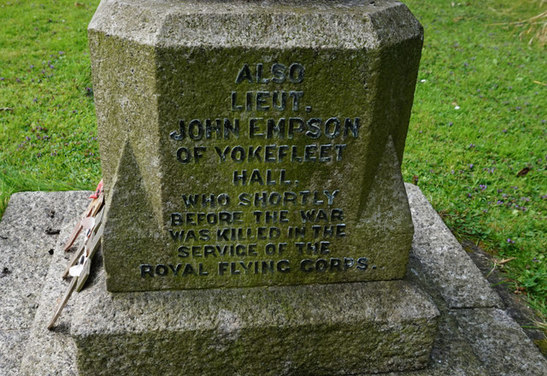 ALSO
LIEUT.
JOHN EMPSON
OF YOKEFLEET
HALL.
WHO SHORTLY
BEFORE THE WAR
WAS KILLED IN THE
SERVICE OF THE
ROYAL FLYING CORPS.